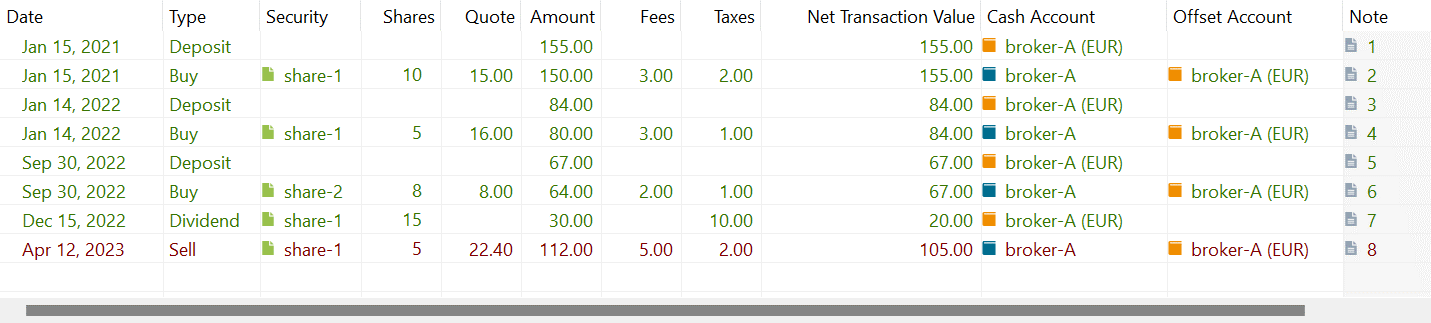 Date Type Security Shares Quote Amount Fees Taxes Net Transaction Value Cash Account Offset Account Note
Jan 15, 2021 Deposit 155.00 155.00 broker-A (EUR) 1
Jan 15, 2021 Buy share-1 10 15.00 150.00 3.00 2.00 155.00 broker-A broker-A (EUR) 2
Jan 14, 2022 Deposit 84.00 84.00 broker-A (EUR) 3
Jan 14, 2022 Buy share-1 5 16.00 80.00 3.00 1.00 84.00 broker-A broker-A (EUR) 4
Sep 30, 2022 Deposit 67.00 67.00 broker-A (EUR) 5
Sep 30, 2022 Buy share-2 8 8.00 64.00 2.00 1.00 67.00 broker-A broker-A (EUR) 6
Dec 15, 2022 Dividend share-1 15 30.00 10.00 20.00 broker-A (EUR) 7
Apr 12, 2023 Sell share-1 5 22.40 112.00 5.00 2.00 105.00 broker-A broker-A (EUR) 8